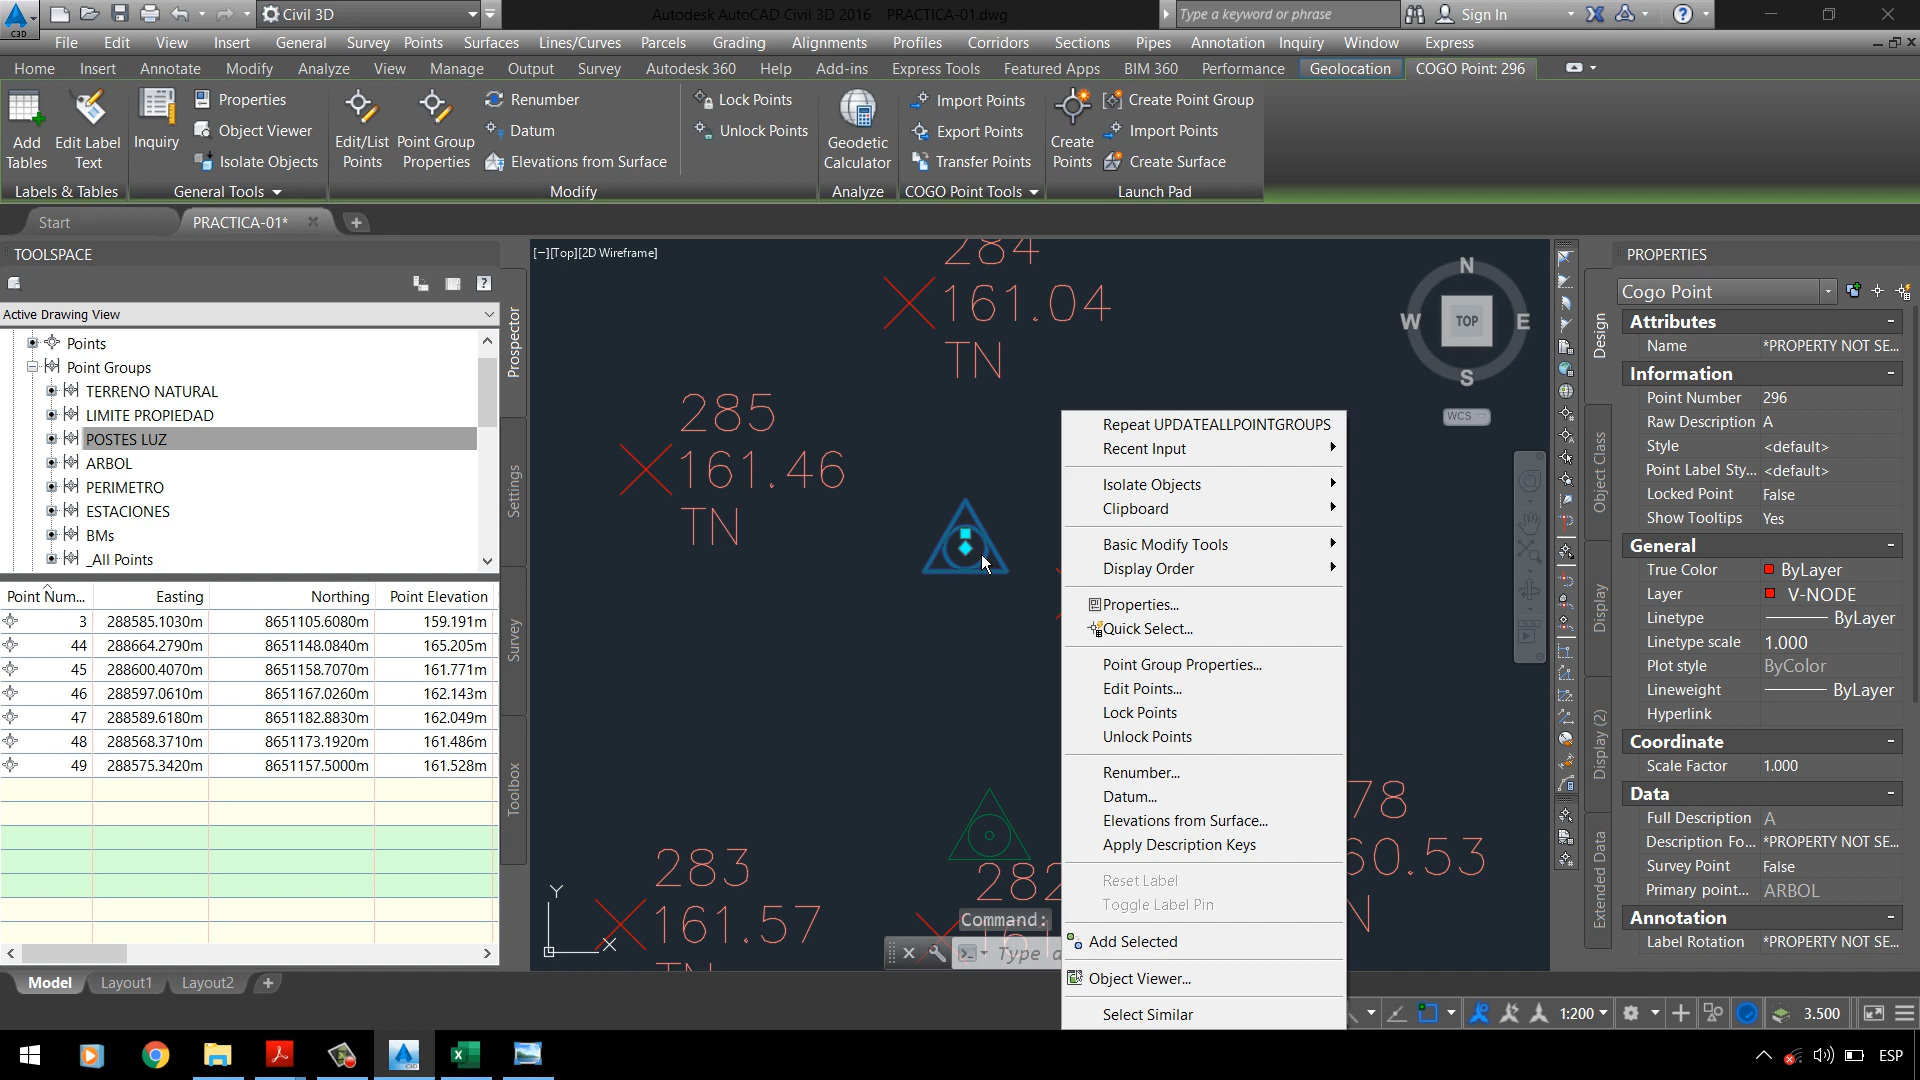 Civil 3D
Autodesk AutoCAD Civil 3D 2016 PRACTICA-01.dwg
Type a keyword or phrase
Sign In
C3D
File Edit View Insert General Survey Points Surfaces Lines/Curves Parcels Grading Alignments Profiles Corridors Sections Pipes Annotation Inquiry Window Express
Home Insert Annotate Modify Analyze View Manage Output Survey Autodesk 360 Help Add-ins Express Tools Featured Apps BIM 360 Performance Geolocation COGO Point: 296
Add Tables
Edit Label Text
Labels & Tables
Inquiry
Properties
Object Viewer
Isolate Objects
General Tools
Edit/List Points
Point Group Properties
Renumber
Datum
Elevations from Surface
Lock Points
Unlock Points
Modify
Geodetic Calculator
Analyze
Import Points
Export Points
Transfer Points
COGO Point Tools
Create Points
Create Point Group
Import Points
Create Surface
Launch Pad
Start
PRACTICA-01*
TOOLSPACE
Active Drawing View
Points
Point Groups
TERRENO NATURAL
LIMITE PROPIEDAD
POSTES LUZ
ARBOL
PERIMETRO
ESTACIONES
BMs
_All Points
Prospector
Settings
Survey
Toolbox
Point Num... Easting Northing Point Elevation
3 288585.1030m 8651105.6080m 159.191m
44 288664.2790m 8651148.0840m 165.205m
45 288600.4070m 8651158.7070m 161.771m
46 288597.0610m 8651167.0260m 162.143m
47 288589.6180m 8651182.8830m 162.049m
48 288568.3710m 8651173.1920m 161.486m
49 288575.3420m 8651157.5000m 161.528m
[−][Top][2D Wireframe]
284
161.04
TN
285
161.46
TN
283
161.57
TN
282
161
78
60.53
N
N
W TOP E
S
WCS
Y
X
Command:
Type a
Repeat UPDATEALLPOINTGROUPS
Recent Input
Isolate Objects
Clipboard
Basic Modify Tools
Display Order
Properties...
Quick Select...
Point Group Properties...
Edit Points...
Lock Points
Unlock Points
Renumber...
Datum...
Elevations from Surface...
Apply Description Keys
Reset Label
Toggle Label Pin
Add Selected
Object Viewer...
Select Similar
PROPERTIES
Cogo Point
Design
Object Class
Display
Display (2)
Extended Data
Attributes
Name *PROPERTY NOT SE...
Information
Point Number 296
Raw Description A
Style <default>
Point Label Sty... <default>
Locked Point False
Show Tooltips Yes
General
True Color ByLayer
Layer V-NODE
Linetype ByLayer
Linetype scale 1.000
Plot style ByColor
Lineweight ByLayer
Hyperlink
Coordinate
Scale Factor 1.000
Data
Full Description A
Description Fo... *PROPERTY NOT SE...
Survey Point False
Primary point... ARBOL
Annotation
Label Rotation *PROPERTY NOT SE...
Model Layout1 Layout2
1:200
3.500
ESP